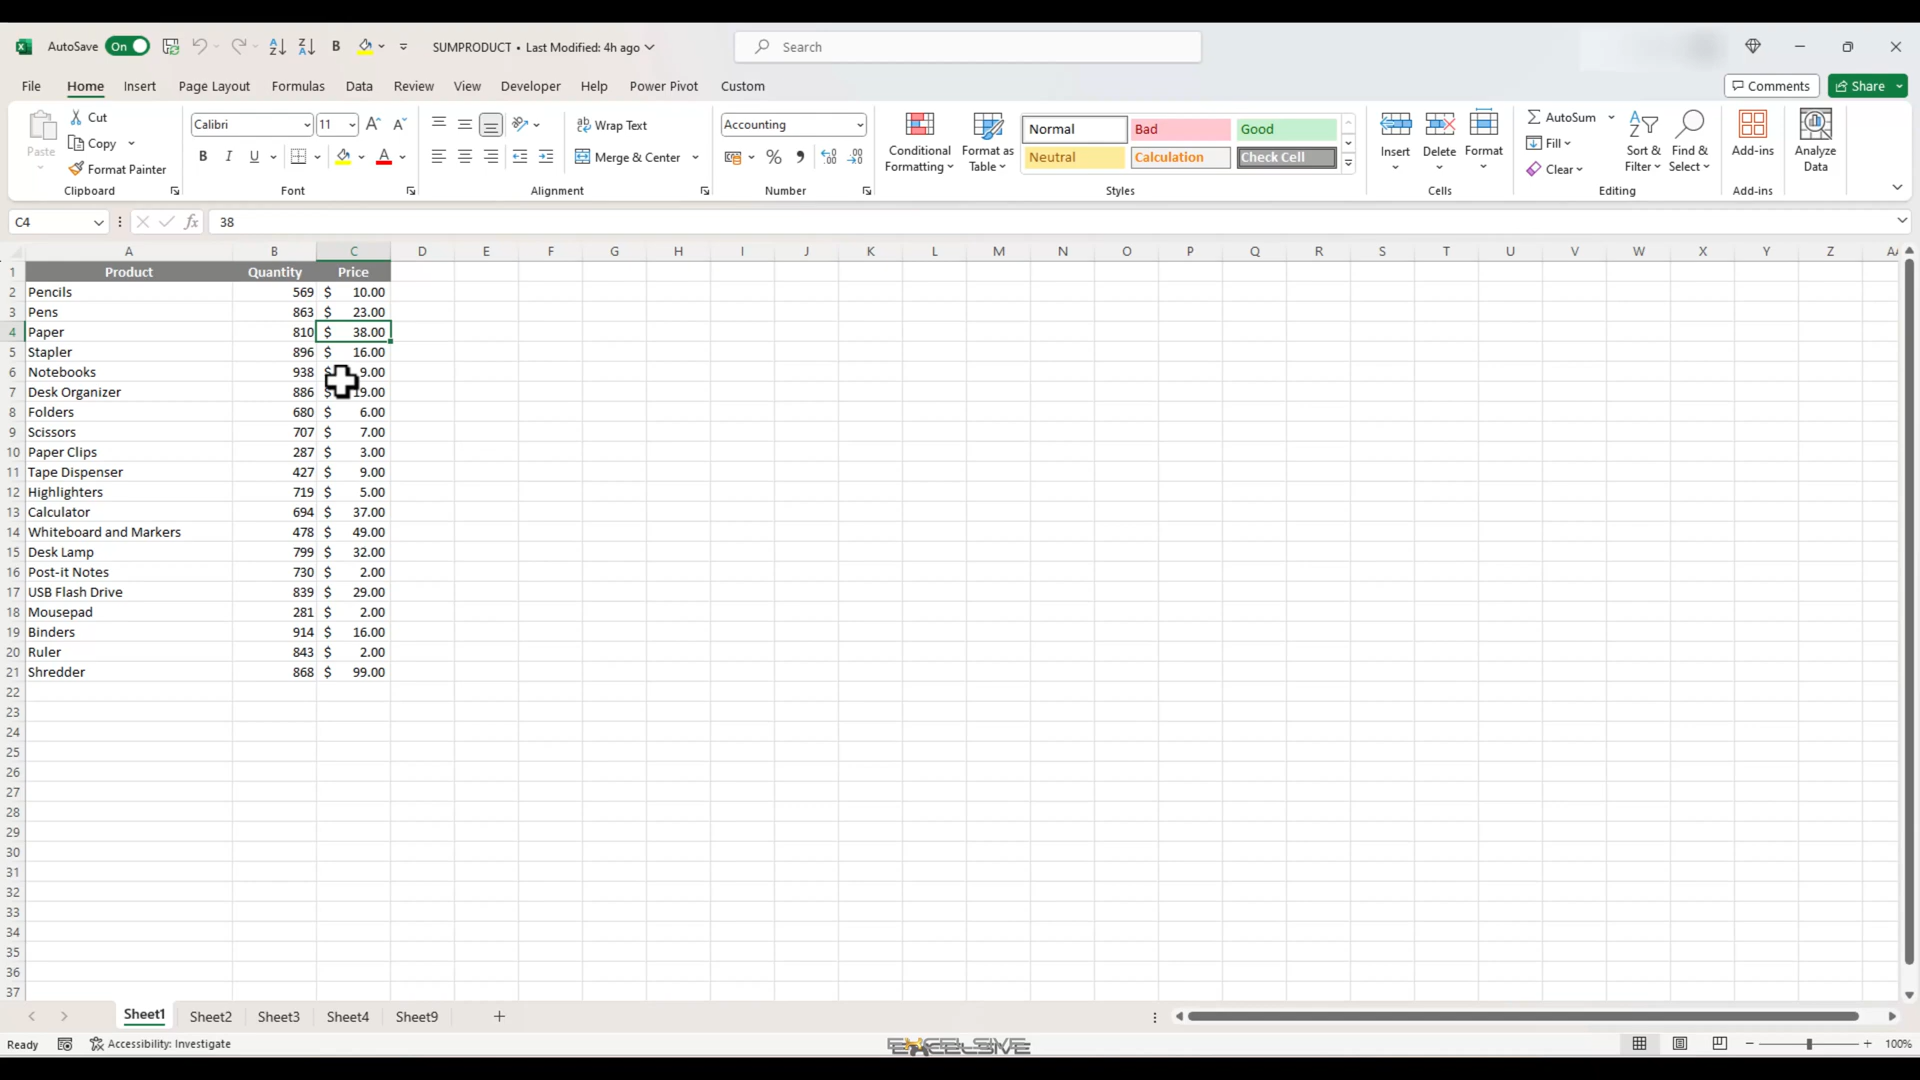 AutoSave On SUMPRODUCT • Last Modified: 4h ago Search
File Home Insert Page Layout Formulas Data Review View Developer Help Power Pivot Custom Comments Share
Paste Cut Copy Format Painter Clipboard
Calibri 11 B I U A Font
Wrap Text Merge & Center Alignment
Accounting % Number
Conditional Formatting Format as Table Normal Bad Good Neutral Calculation Check Cell Styles
Insert Delete Format Cells
AutoSum Fill Clear Sort & Filter Find & Select Editing
Add-ins Add-ins
Analyze Data
C4 fx 38
A B C D E F G H I J K L M N O P Q R S T U V W X Y Z AA
1 Product Quantity Price
2 Pencils 569 $ 10.00
3 Pens 863 $ 23.00
4 Paper 810 $ 38.00
5 Stapler 896 $ 16.00
6 Notebooks 938 $ 9.00
7 Desk Organizer 886 $ 19.00
8 Folders 680 $ 6.00
9 Scissors 707 $ 7.00
10 Paper Clips 287 $ 3.00
11 Tape Dispenser 427 $ 9.00
12 Highlighters 719 $ 5.00
13 Calculator 694 $ 37.00
14 Whiteboard and Markers 478 $ 49.00
15 Desk Lamp 799 $ 32.00
16 Post-it Notes 730 $ 2.00
17 USB Flash Drive 839 $ 29.00
18 Mousepad 281 $ 2.00
19 Binders 914 $ 16.00
20 Ruler 843 $ 2.00
21 Shredder 868 $ 99.00
22
23
24
25
26
27
28
29
30
31
32
33
34
35
36
37
Sheet1 Sheet2 Sheet3 Sheet4 Sheet9
Ready Accessibility: Investigate EXCELSIVE 100%